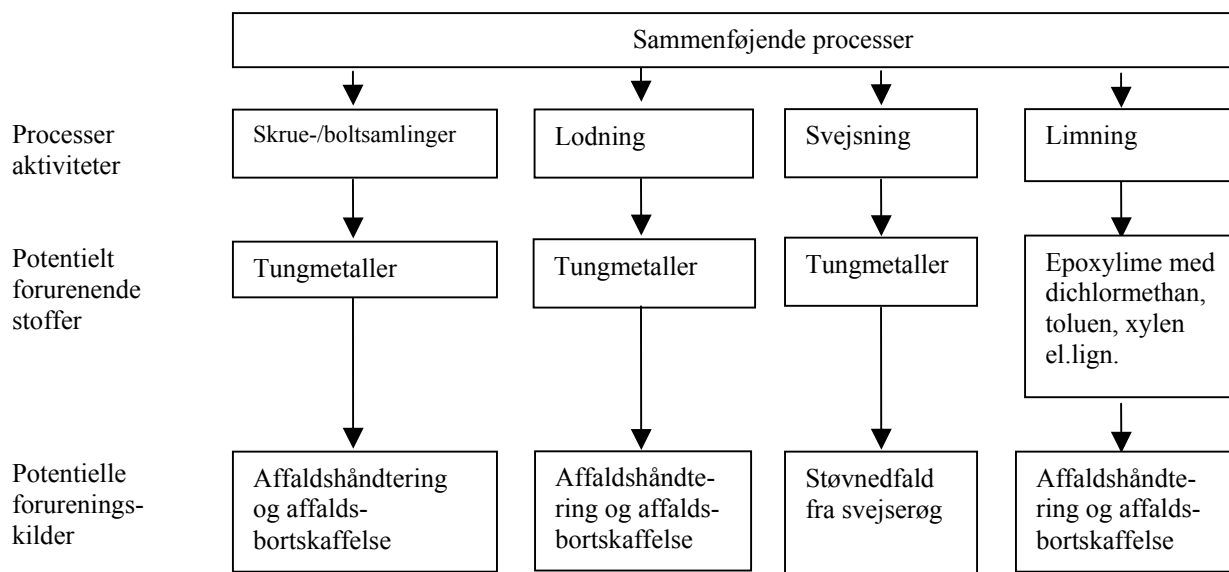 Sammenføjende processer
Processer
aktiviteter
Skrue-/boltsamlinger
Lodning
Svejsning
Limning
Potentielt
forurenende
stoffer
Tungmetaller
Tungmetaller
Tungmetaller
Epoxylime med
dichlormethan,
toluen, xylen
el.lign.
Potentielle
forurenings-
kilder
Affaldshåndtering
og affalds-
bortskaffelse
Affaldshåndte-
ring og affalds-
bortskaffelse
Støvnedfald
fra svejserøg
Affaldshåndte-
ring og affalds-
bortskaffelse